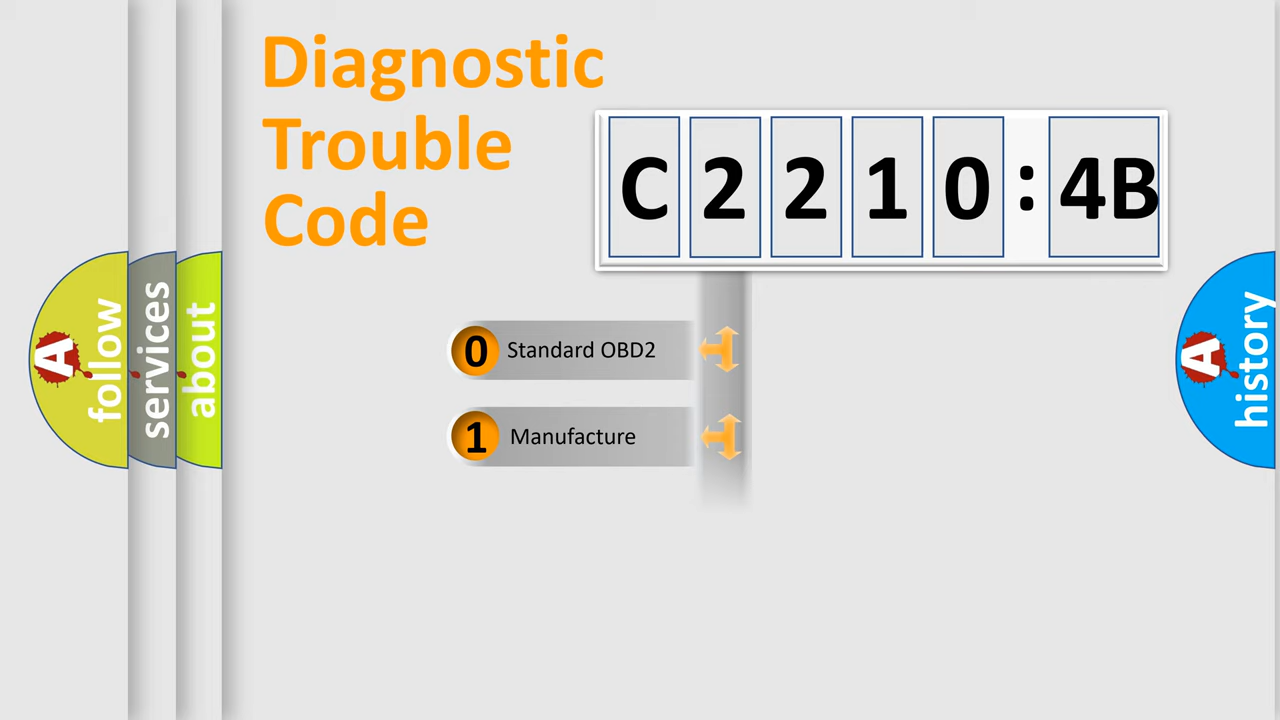 Diagnostic
Trouble
Code
C 2 2 1 0 : 4B
0 Standard OBD2
1 Manufacture
A follow
services
about
A history